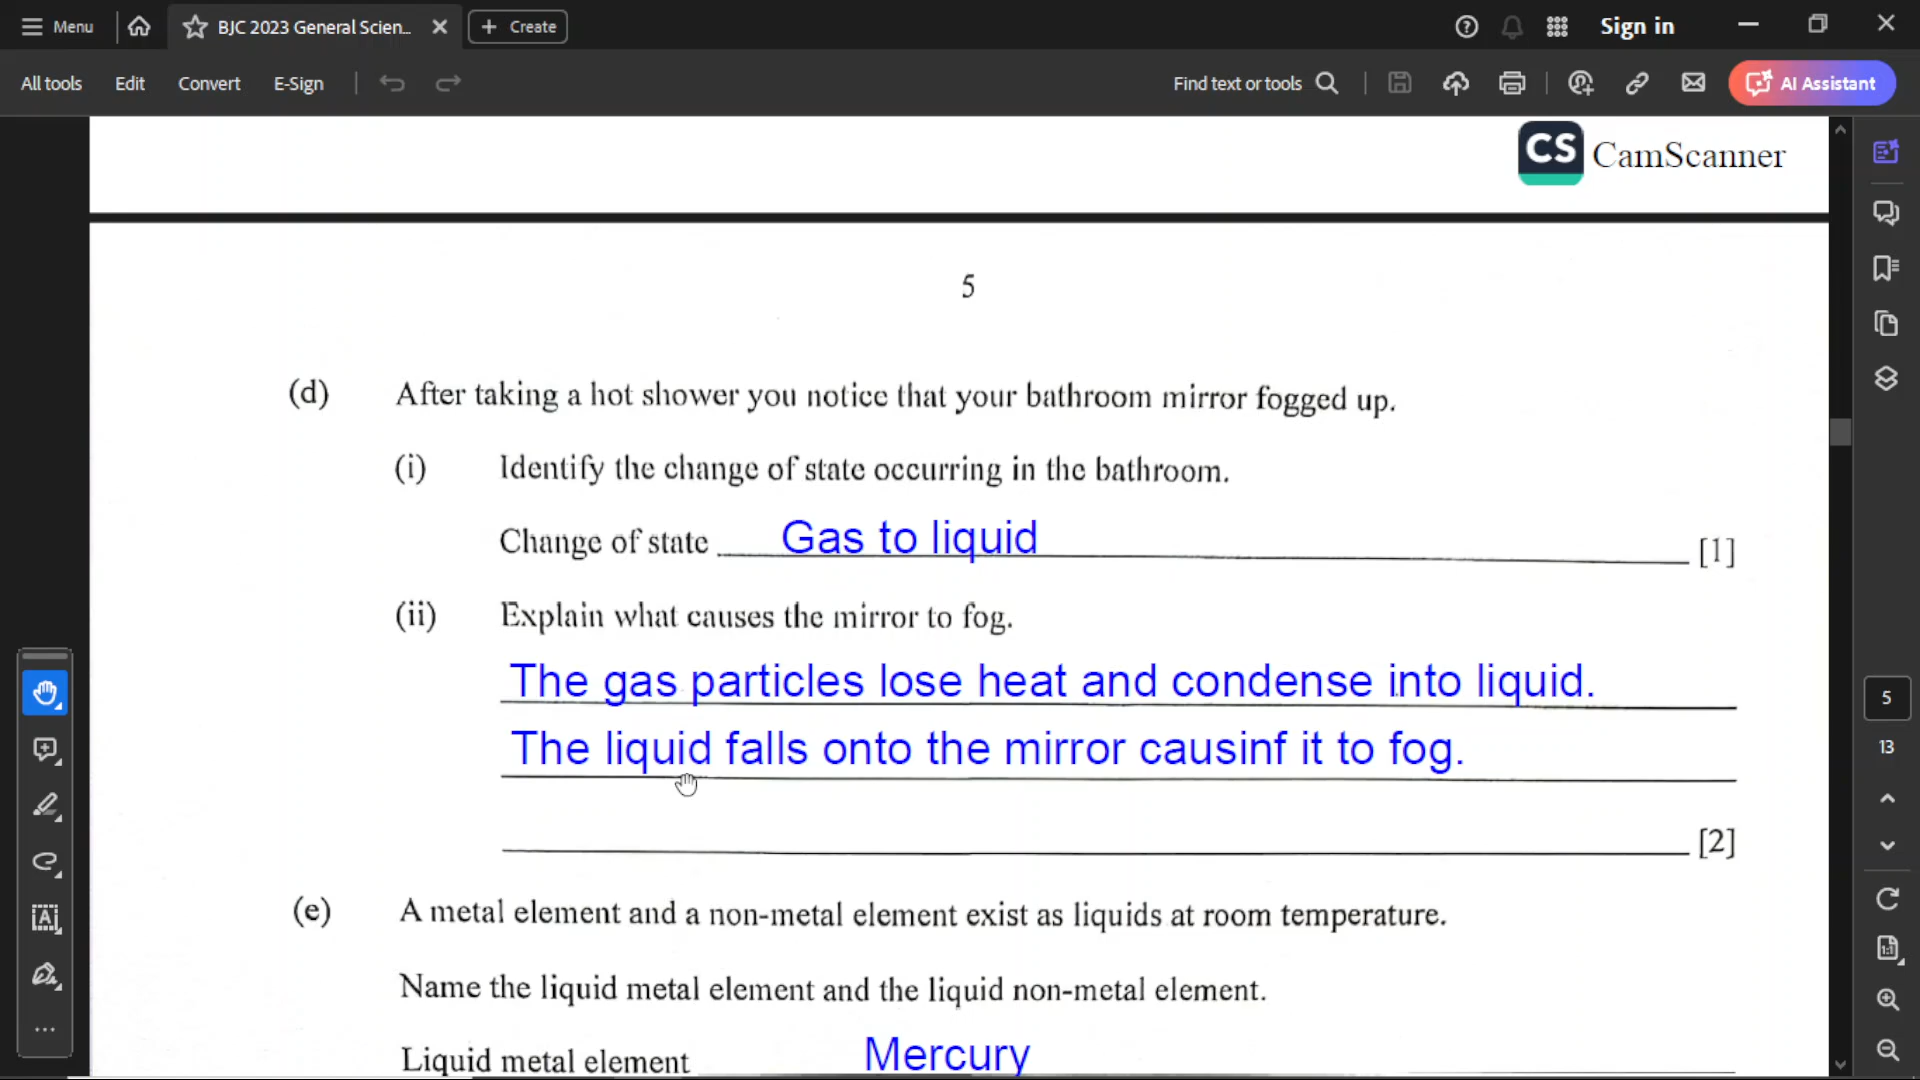 Menu
BJC 2023 General Scien...
Create
Sign in
All tools
Edit
Convert
E-Sign
Find text or tools
AI Assistant
CS CamScanner
5
(d) After taking a hot shower you notice that your bathroom mirror fogged up.
(i) Identify the change of state occurring in the bathroom.
Change of state Gas to liquid [1]
(ii) Explain what causes the mirror to fog.
The gas particles lose heat and condense into liquid.
The liquid falls onto the mirror causinf it to fog.
[2]
(e) A metal element and a non-metal element exist as liquids at room temperature.
Name the liquid metal element and the liquid non-metal element.
Liquid metal element Mercury
5
13